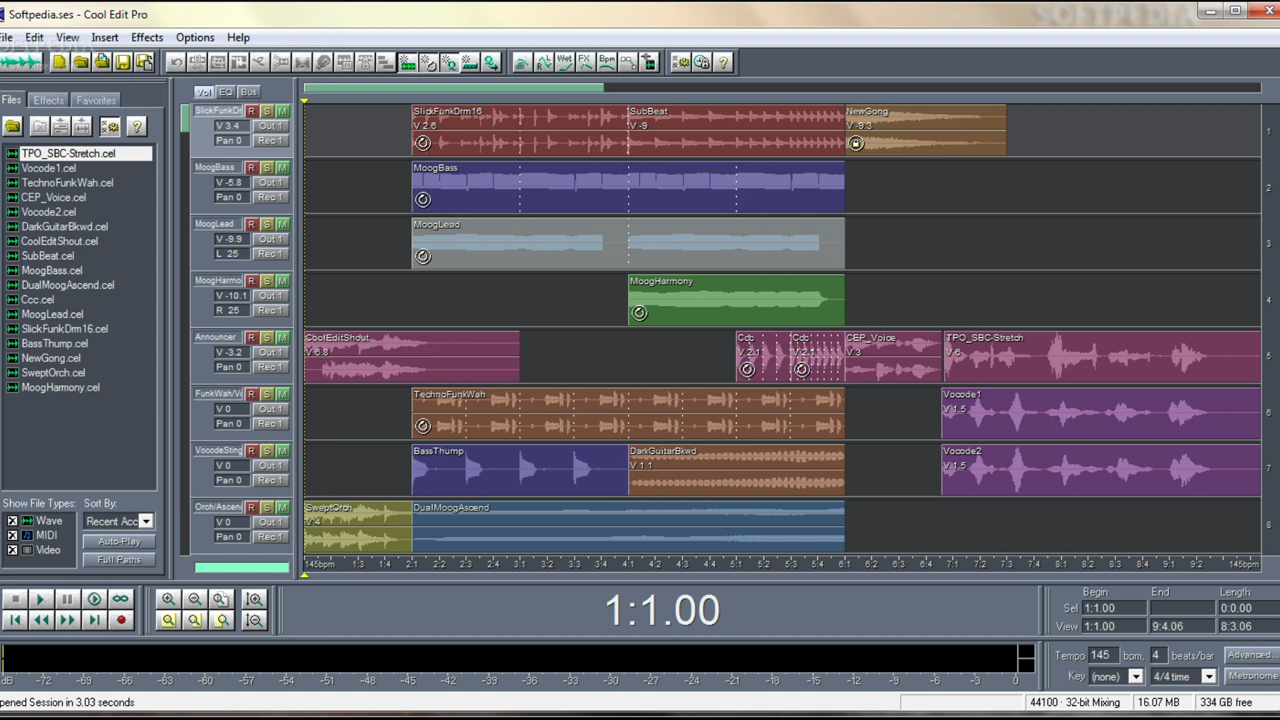 Softpedia.ses - Cool Edit Pro
SOFTPEDIA
File Edit View Insert Effects Options Help
Files Effects Favorites
Vol EQ Bus
TPO_SBC-Stretch.cel
Vocode1.cel
TechnoFunkWah.cel
CEP_Voice.cel
Vocode2.cel
DarkGuitarBkwd.cel
CoolEditShout.cel
SubBeat.cel
MoogBass.cel
DualMoogAscend.cel
Ccc.cel
MoogLead.cel
SlickFunkDrm16.cel
BassThump.cel
NewGong.cel
SweptOrch.cel
MoogHarmony.cel
Show File Types: Sort By:
Wave Recent Acc
MIDI Auto-Play
Video Full Paths
SlickFunkDr R S M
V 3.4 Out 1
Pan 0 Rec 1
SlickFunkDrm16 SubBeat NewGong
V 2.6 V -9 V -9.3
1
MoogBass R S M
V -5.8 Out 1
Pan 0 Rec 1
MoogBass
2
MoogLead R S M
V -9.9 Out 1
L 25 Rec 1
MoogLead
3
MoogHarmo R S M
V -10.1 Out 1
R 25 Rec 1
MoogHarmony
4
Announcer R S M
V -3.2 Out 1
Pan 0 Rec 1
CoolEditShout Ccc Ccc CEP_Voice TPO_SBC-Stretch
V 6.8 V 2.1 V 2.1 V 3 V 6
5
FunkWah/V R S M
V 0 Out 1
Pan 0 Rec 1
TechnoFunkWah Vocode1
V 1.5
6
VocodeSting R S M
V 0 Out 1
Pan 0 Rec 1
BassThump DarkGuitarBkwd Vocode2
V 1.1 V 1.5
7
Orch/Ascen R S M
V 0 Out 1
Pan 0 Rec 1
SweptOrch DualMoogAscend
V 4
8
145bpm 1:3 1:4 2:1 2:2 2:3 2:4 3:1 3:2 3:3 3:4 4:1 4:2 4:3 4:4 5:1 5:2 5:3 5:4 6:1 6:2 6:3 6:4 7:1 7:2 7:3 7:4 8:1 8:2 8:3 8:4 9:1 9:2 145bpm
1:1.00
Begin End Length
Sel 1:1.00 0:0.00
View 1:1.00 9:4.06 8:3.06
Tempo 145 bpm, 4 beats/bar Advanced...
Key (none) 4/4 time Metronome
dB -72 -69 -66 -63 -60 -57 -54 -51 -48 -45 -42 -39 -36 -33 -30 -27 -24 -21 -18 -15 -12 -9 -6 -3 0
pened Session in 3.03 seconds
44100 · 32-bit Mixing 16.07 MB 334 GB free